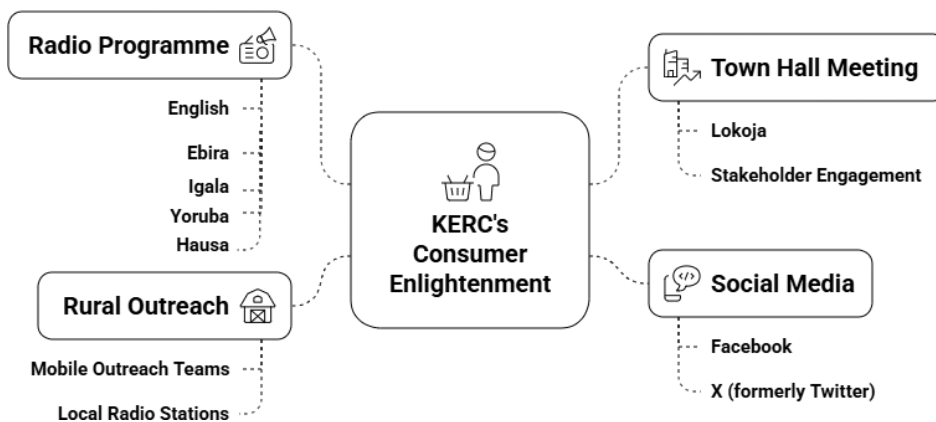 Radio Programme
English
Ebira
Igala
Yoruba
Hausa
Rural Outreach
Mobile Outreach Teams
Local Radio Stations
KERC's
Consumer
Enlightenment
Town Hall Meeting
Lokoja
Stakeholder Engagement
Social Media
Facebook
X (formerly Twitter)